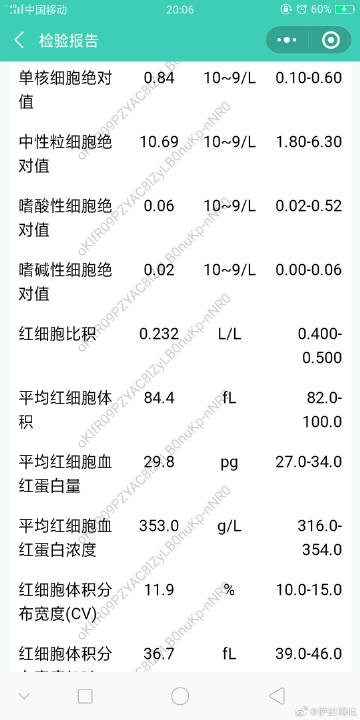 中国移动 20:06 60%
检验报告
单核细胞绝对 0.84 10~9/L 0.10-0.60
值
中性粒细胞绝 10.69 10~9/L 1.80-6.30
对值
嗜酸性细胞绝 0.06 10~9/L 0.02-0.52
对值
嗜碱性细胞绝 0.02 10~9/L 0.00-0.06
对值
红细胞比积 0.232 L/L 0.400-
0.500
平均红细胞体 84.4 fL 82.0-
积 100.0
平均红细胞血 29.8 pg 27.0-34.0
红蛋白量
平均红细胞血 353.0 g/L 316.0-
红蛋白浓度 354.0
红细胞体积分 11.9 % 10.0-15.0
布宽度(CV)
红细胞体积分 36.7 fL 39.0-46.0